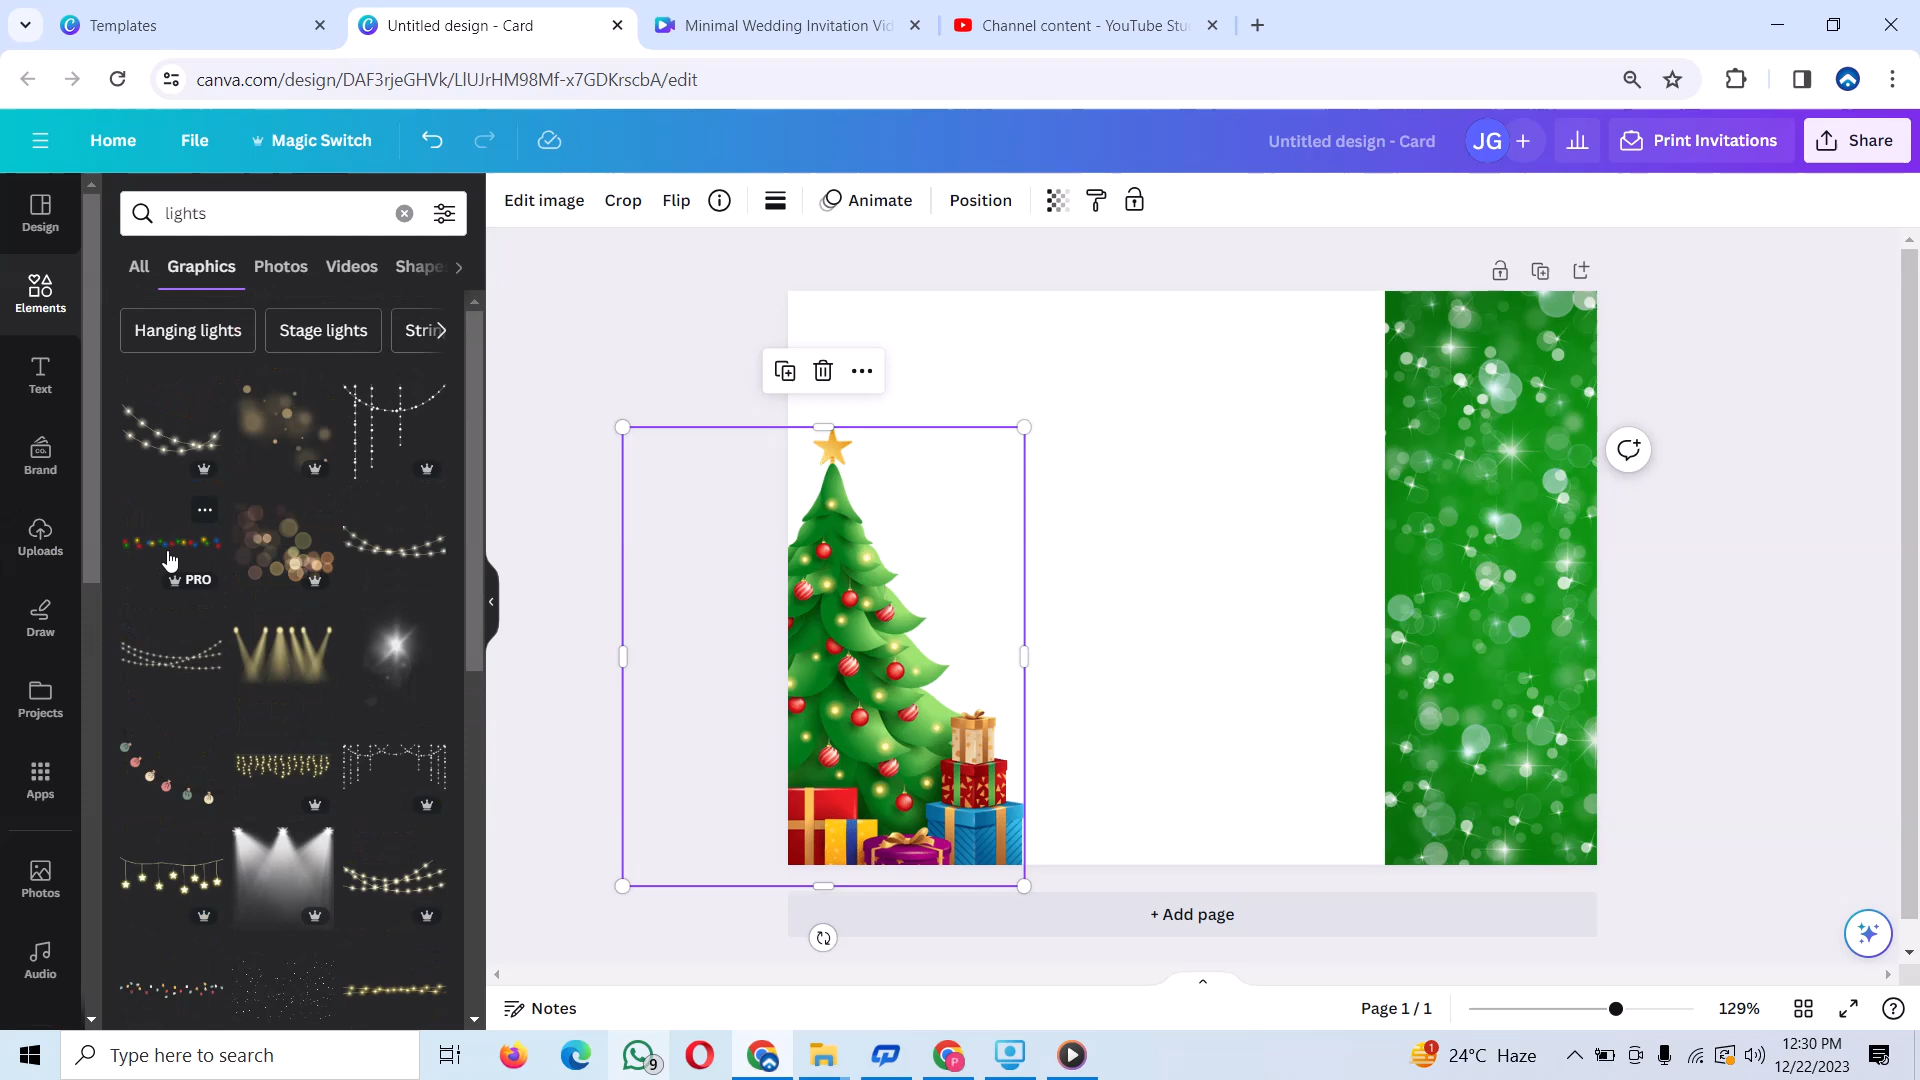 Templates
Untitled design - Card
Minimal Wedding Invitation Vid
Channel content - YouTube Stu
canva.com/design/DAF3rjeGHVk/LlUJrHM98Mf-x7GDKrscbA/edit
Home
File
Magic Switch
Untitled design - Card
JG
Print Invitations
Share
Design
Elements
Text
Brand
Uploads
Draw
Projects
Apps
Photos
Audio
lights
All
Graphics
Photos
Videos
Shape
Hanging lights
Stage lights
Strin
PRO
Edit image
Crop
Flip
Animate
Position
+ Add page
Notes
Page 1 / 1
129%
Type here to search
9
1
24°C Haze
12:30 PM
12/22/2023